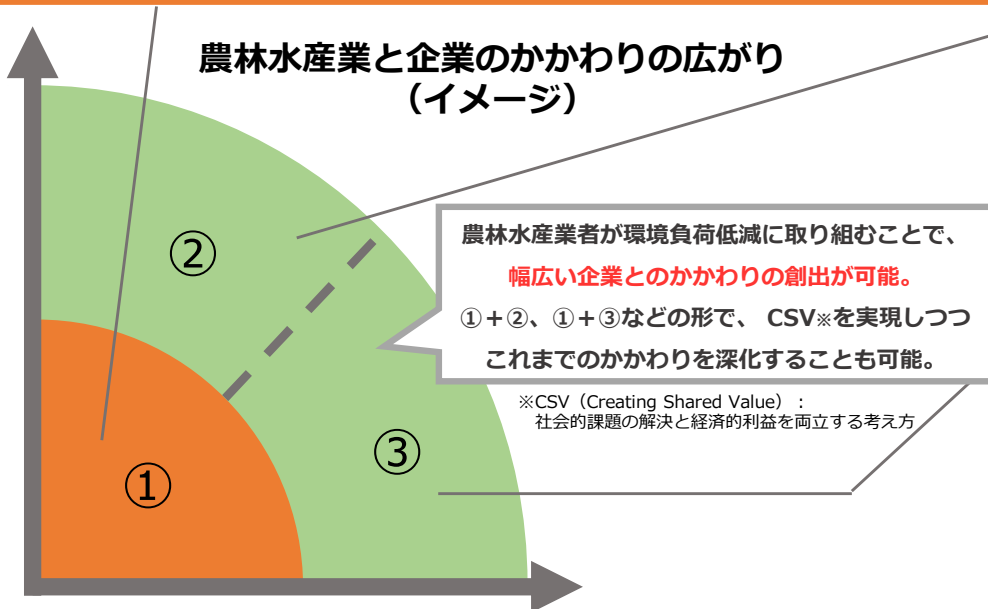 農林水産業と企業のかかわりの広がり
（イメージ）
②
農林水産業者が環境負荷低減に取り組むことで、
幅広い企業とのかかわりの創出が可能。
①＋②、①＋③などの形で、 CSV※を実現しつつ
これまでのかかわりを深化することも可能。
※CSV（Creating Shared Value）：
社会的課題の解決と経済的利益を両立する考え方
③
①